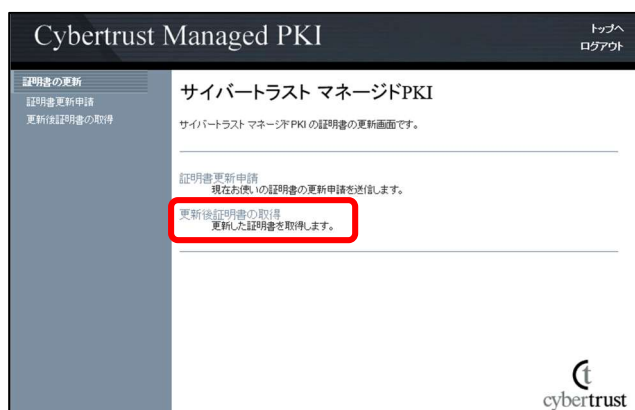 Cybertrust Managed PKI
トップへ
ログアウト
証明書の更新
証明書更新申請
更新後証明書の取得
サイバートラスト マネージドPKI
サイバートラスト マネージド PKI の証明書の更新画面です。
証明書更新申請
現在お使いの証明書の更新申請を送信します。
更新後証明書の取得
更新した証明書を取得します。
cybertrust